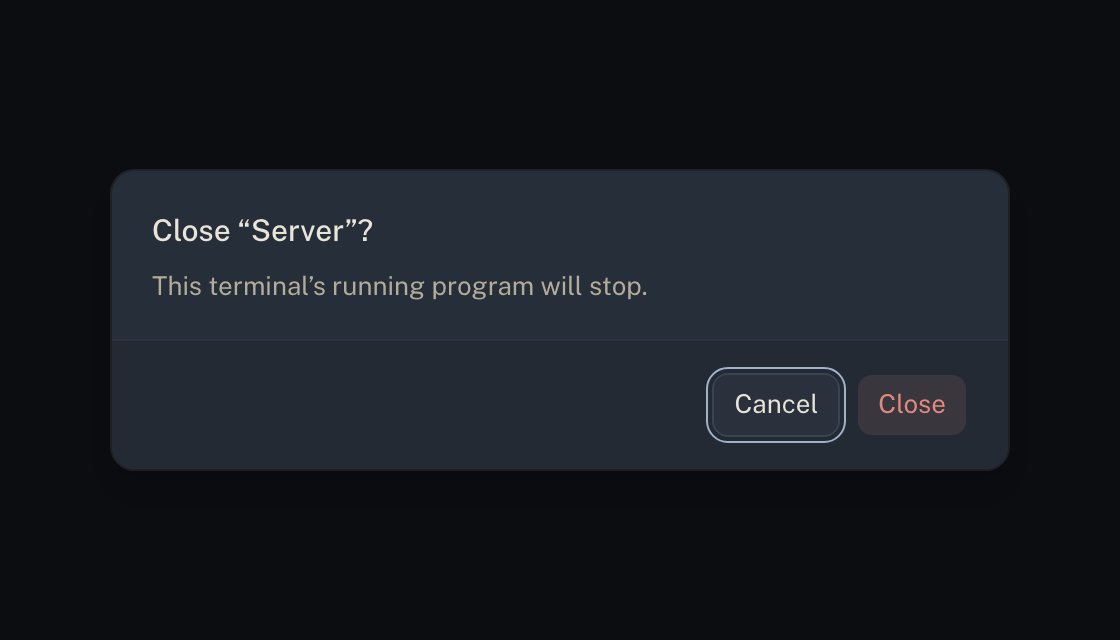 Close “Server”?
This terminal’s running program will stop.
Cancel
Close